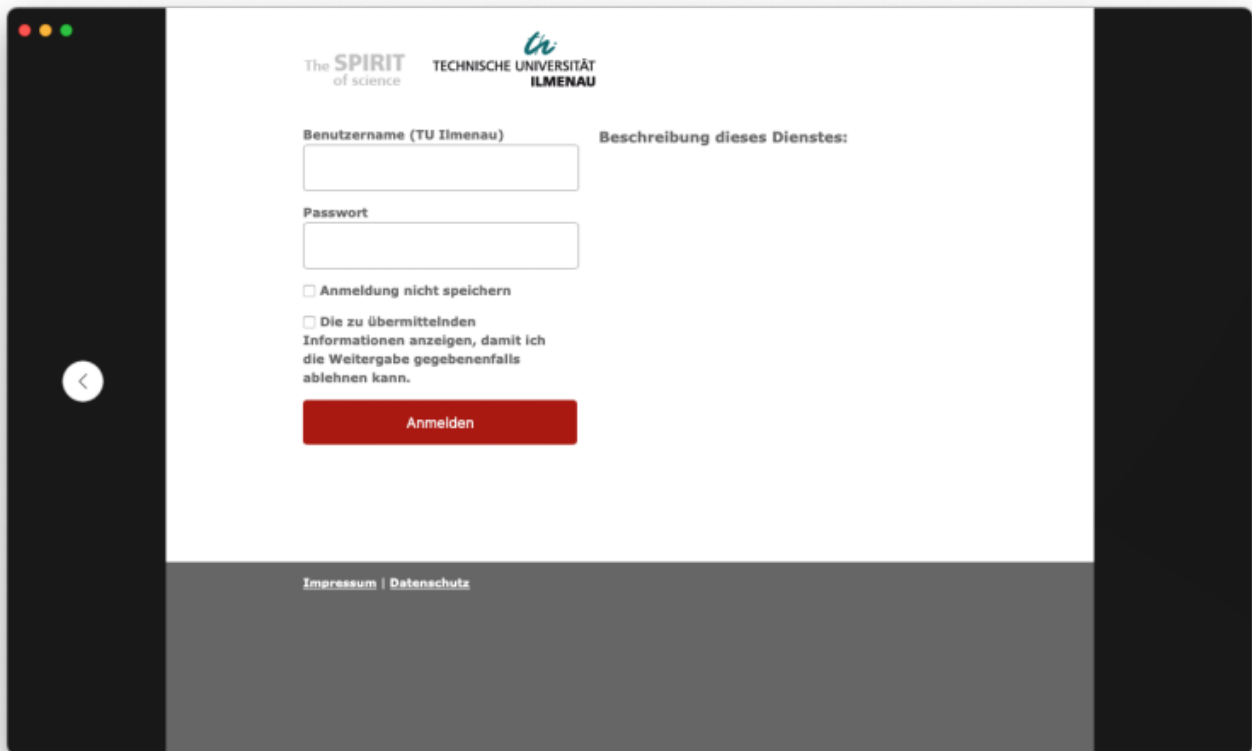 The SPIRIT
of science
th
TECHNISCHE UNIVERSITÄT
ILMENAU
Benutzername (TU Ilmenau)
Beschreibung dieses Dienstes:
Passwort
Anmeldung nicht speichern
Die zu übermittelnden
Informationen anzeigen, damit ich
die Weitergabe gegebenenfalls
ablehnen kann.
Anmelden
Impressum | Datenschutz